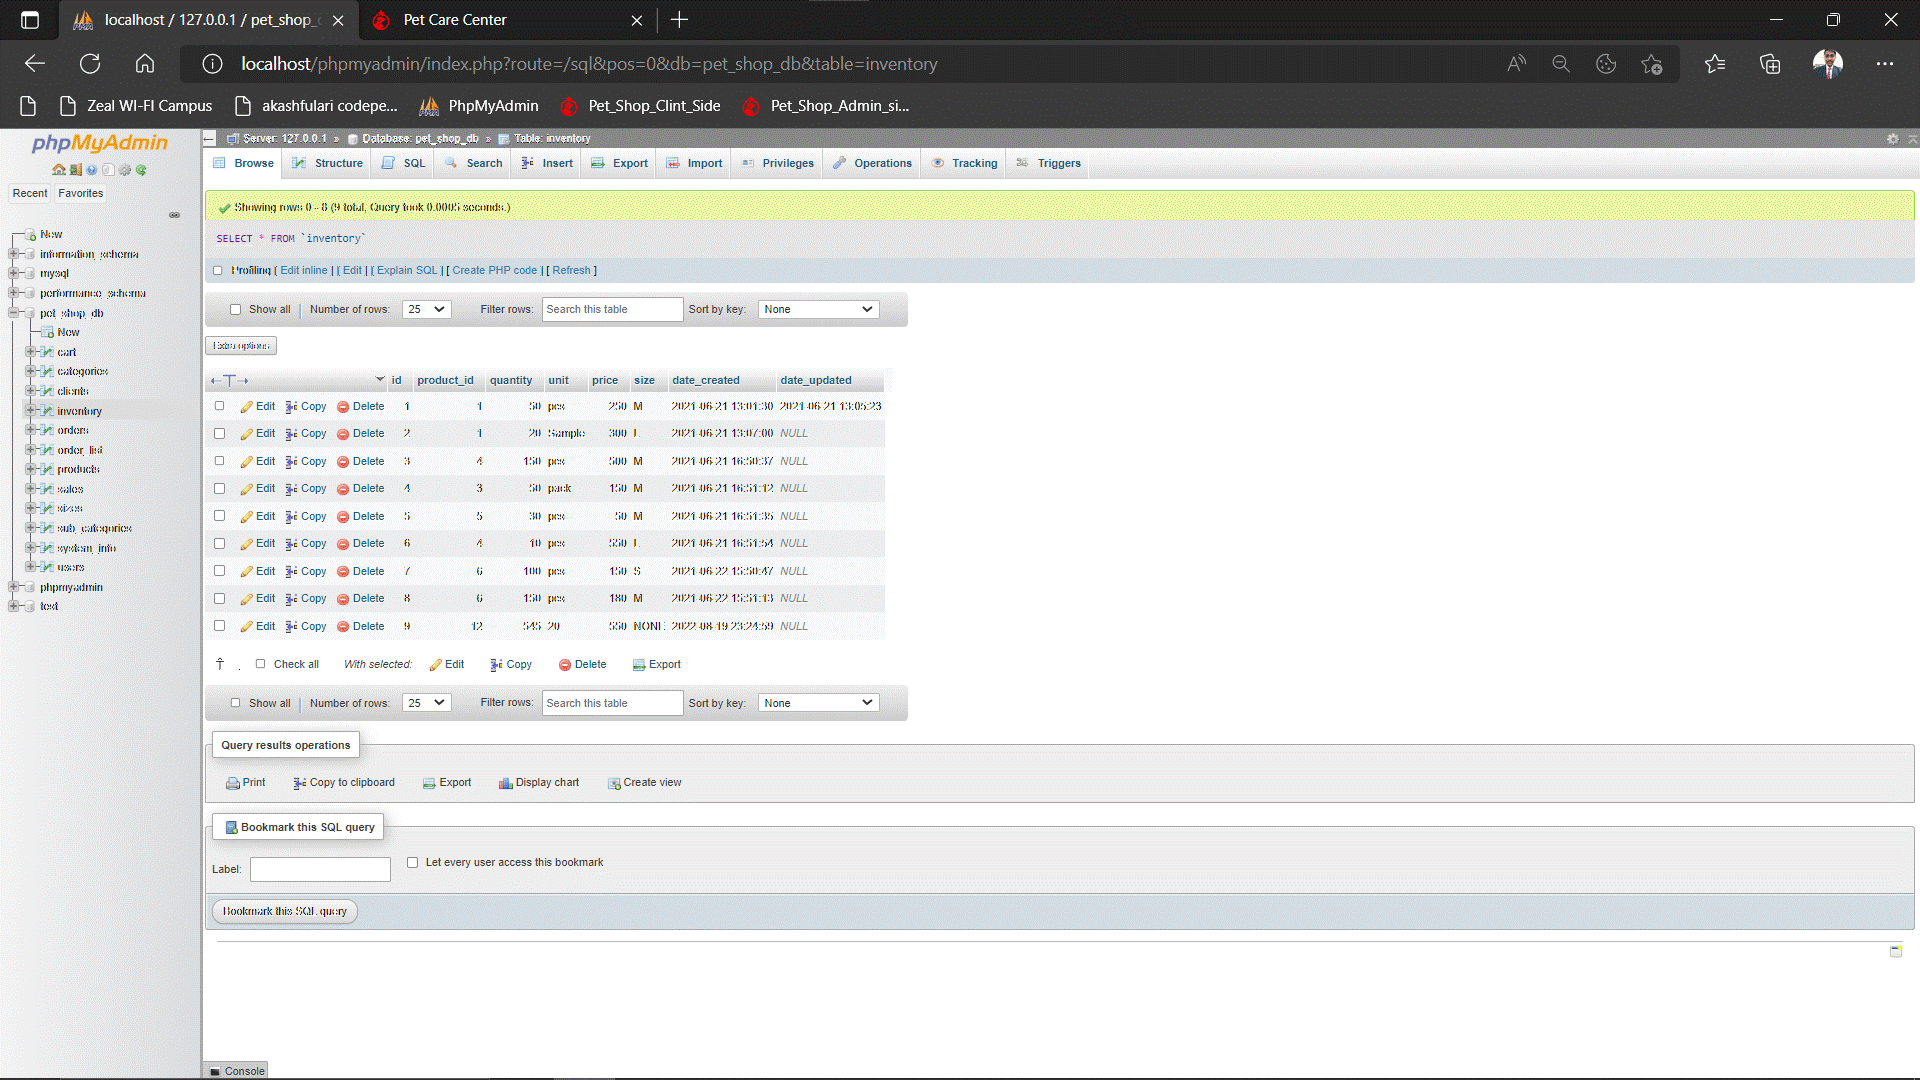 localhost / 127.0.0.1 / pet_shop_
Pet Care Center
localhost/phpmyadmin/index.php?route=/sql&pos=0&db=pet_shop_db&table=inventory
Zeal WI-FI Campus
akashfulari codepe...
PhpMyAdmin
Pet_Shop_Clint_Side
Pet_Shop_Admin_si...
phpMyAdmin
Recent Favorites
New
information_schema
mysql
performance_schema
pet_shop_db
New
cart
categories
clients
inventory
orders
order_list
products
sales
sizes
sub_categories
system_info
users
phpmyadmin
test
Server: 127.0.0.1 » Database: pet_shop_db » Table: inventory
Browse Structure SQL Search Insert Export Import Privileges Operations Tracking Triggers
Showing rows 0 - 8 (9 total, Query took 0.0005 seconds.)
SELECT * FROM `inventory`
Profiling [ Edit inline ] [ Edit ] [ Explain SQL ] [ Create PHP code ] [ Refresh ]
Show all Number of rows: 25 Filter rows: Search this table Sort by key: None
Extra options
←T→ id product_id quantity unit price size date_created date_updated
Edit Copy Delete 1 1 50 pcs 250 M 2021-06-21 13:01:30 2021-06-21 13:05:23
Edit Copy Delete 2 1 20 Sample 300 L 2021-06-21 13:07:00 NULL
Edit Copy Delete 3 4 150 pcs 500 M 2021-06-21 16:50:37 NULL
Edit Copy Delete 4 3 50 pack 150 M 2021-06-21 16:51:12 NULL
Edit Copy Delete 5 5 30 pcs 50 M 2021-06-21 16:51:35 NULL
Edit Copy Delete 6 4 10 pcs 550 L 2021-06-21 16:51:54 NULL
Edit Copy Delete 7 6 100 pcs 150 S 2021-06-22 15:50:47 NULL
Edit Copy Delete 8 6 150 pcs 180 M 2021-06-22 15:51:13 NULL
Edit Copy Delete 9 12 545 20 550 NONE 2022-08-19 23:24:59 NULL
Check all With selected: Edit Copy Delete Export
Show all Number of rows: 25 Filter rows: Search this table Sort by key: None
Query results operations
Print Copy to clipboard Export Display chart Create view
Bookmark this SQL query
Label: Let every user access this bookmark
Bookmark this SQL query
Console